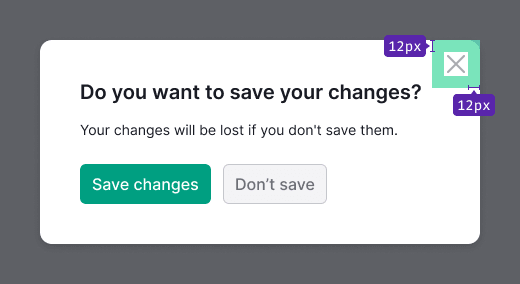 12px
12px
Do you want to save your changes?
Your changes will be lost if you don't save them.
Save changes
Don’t save